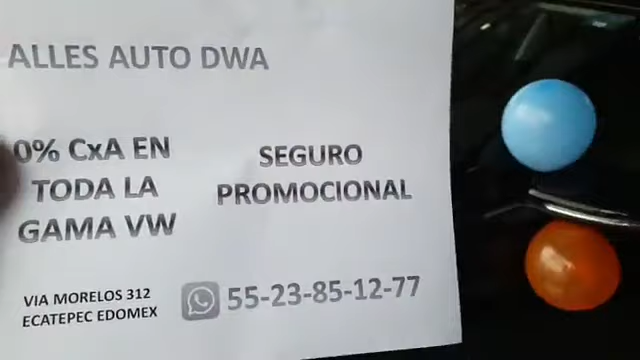 ALLES AUTO DWA
0% CxA EN
TODA LA
GAMA VW
SEGURO
PROMOCIONAL
VIA MORELOS 312
ECATEPEC EDOMEX
55-23-85-12-77